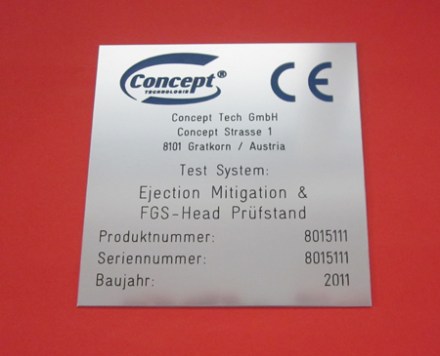 Concept®
TECHNOLOGIE
CE
Concept Tech GmbH
Concept Strasse 1
8101 Gratkorn / Austria
Test System:
Ejection Mitigation &
FGS-Head Prüfstand
Produktnummer: 8015111
Seriennummer: 8015111
Baujahr: 2011